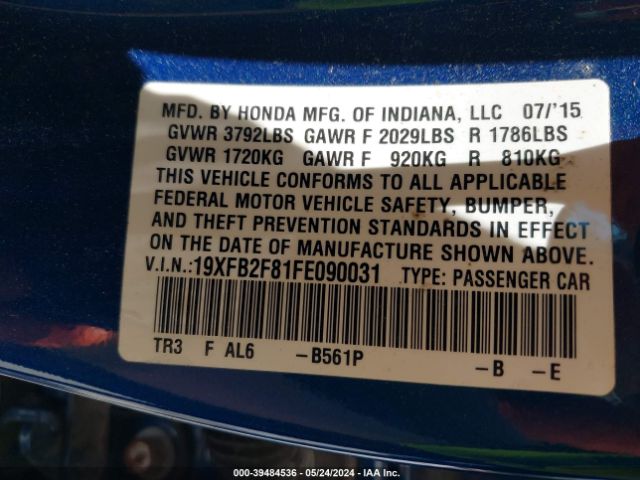 MFD. BY HONDA MFG. OF INDIANA, LLC 07/'15
GVWR 3792LBS GAWR F 2029LBS R 1786LBS
GVWR 1720KG GAWR F 920KG R 810KG
THIS VEHICLE CONFORMS TO ALL APPLICABLE
FEDERAL MOTOR VEHICLE SAFETY, BUMPER,
AND THEFT PREVENTION STANDARDS IN EFFECT
ON THE DATE OF MANUFACTURE SHOWN ABOVE.
V.I.N.:19XFB2F81FE090031 TYPE: PASSENGER CAR
TR3 F AL6 -B561P -B -E
000-39484536 - 05/24/2024 - IAA Inc.